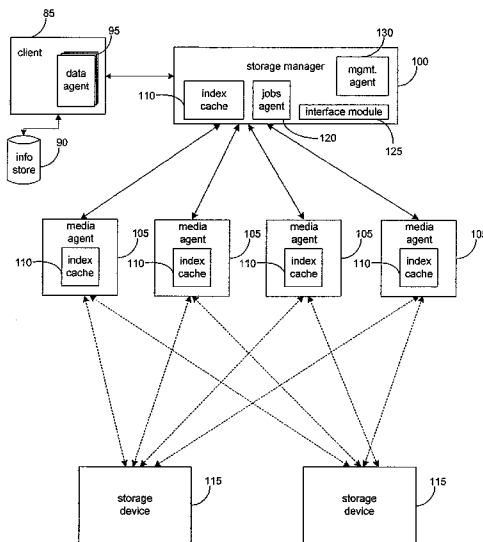 85
95
client
data
agent
info
store
90
130
storage manager
mgmt.
agent
100
110
index
cache
jobs
agent
interface module
120
125
media
agent
105
110
index
cache
media
agent
105
110
index
cache
media
agent
105
110
index
cache
media
agent
105
110
index
cache
storage
device
115
storage
device
115